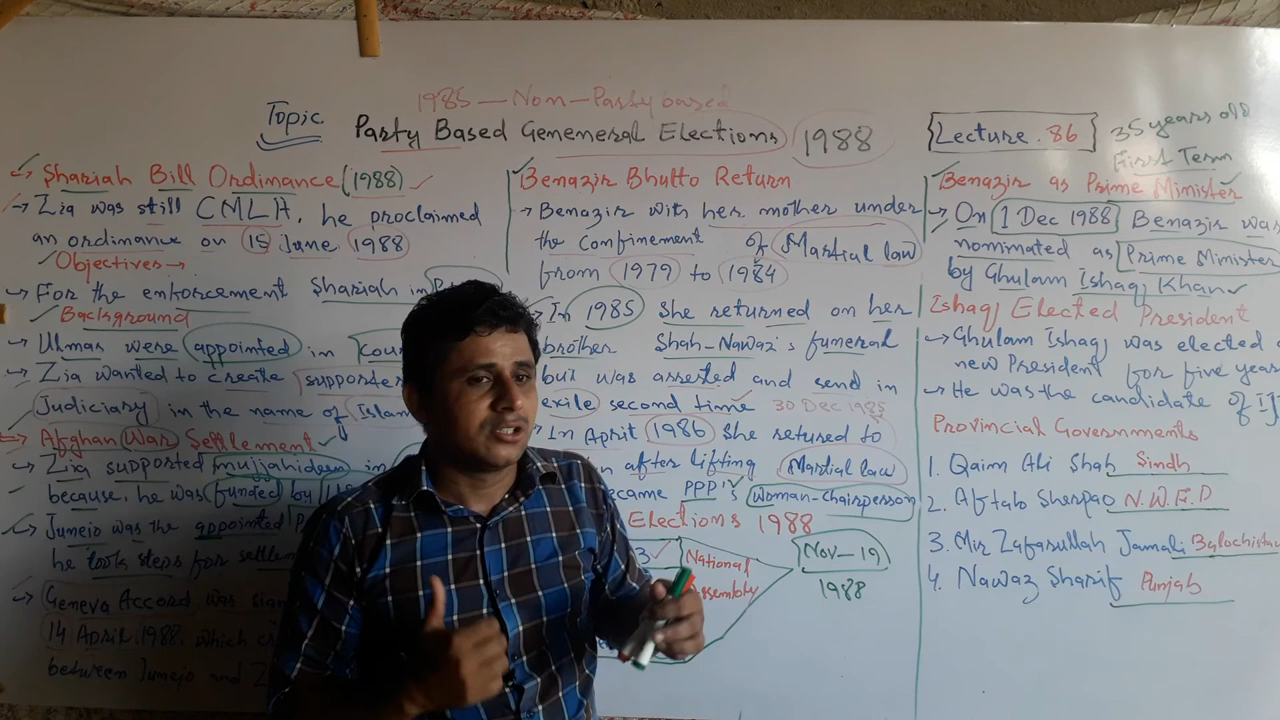 1985 — Non-Party based
Topic
Party Based Genemeral Elections 1988
Lecture. 86
35 years old
First Term
Shariah Bill Ordinance (1988)
→ Zia was still CMLH, he proclaimed
an ordinance on 15 June 1988
Objectives →
→ For the enforcement Shariah in
Background
→ Ulmas were appointed in
→ Zia wanted to create supporter
Judiciary in the name of Islam
Afghan War Settlement
→ Zia supported mujjahideen in
because, he was funded by
→ Junejo was the appointed
he took steps for
→ Geneva Accord was
14 April 1988, which
between Junejo and
Benazir Bhutto Return
→ Benazir with her mother under
the confinement of Martial law
from 1979 to 1984
→ In 1985 She returned on her
brother Shah-Nawaz's funeral
but was arrested and send in
exile second time 30 Dec 1985
→ In April 1986 She retured to
after lifting Martial law
became PPP's woman-chairperson
Elections 1988
National
Assembly
Nov-19
1988
Benazir as Prime Minister
→ On 1 Dec 1988 Benazir was
nommated as Prime Minister
by Ghulam Ishaq Khan
Ishaq Elected President
→ Ghulam Ishaq was elected
new President for five years
→ He was the candidate of
Provincial Governments
1. Qaim Ali Shah Sindh
2. Aftab Sherpao N.W.F.P
3. Mir Zafarullah Jamali Balochistan
4. Nawaz Sharif Punjab